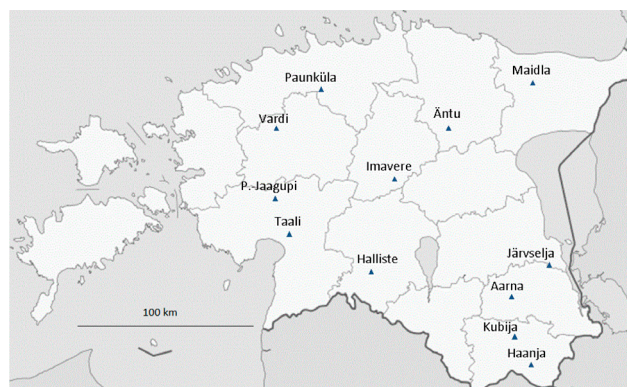 Maidla
Paunküla
Äntu
Vardi
Imavere
P.-Jaagupi
Taali
Halliste
Järvselja
Aarna
100 km
Kubija
Haanja